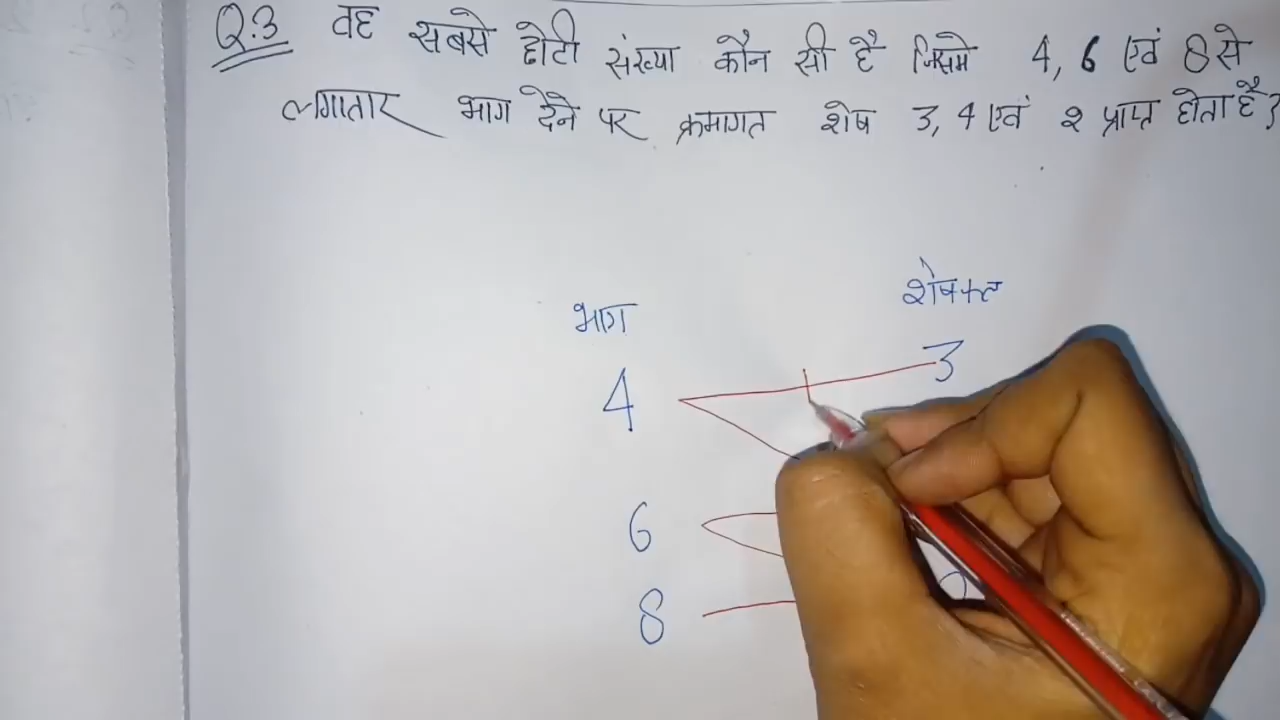 Q.3 वह सबसे छोटी संख्या कौन सी है जिसमे 4, 6 एवं 8 से
लगातार भाग देने पर क्रमागत शेष 3, 4 एवं २ प्राप्त होता है?
भाग शेषफल
4 3
6
8